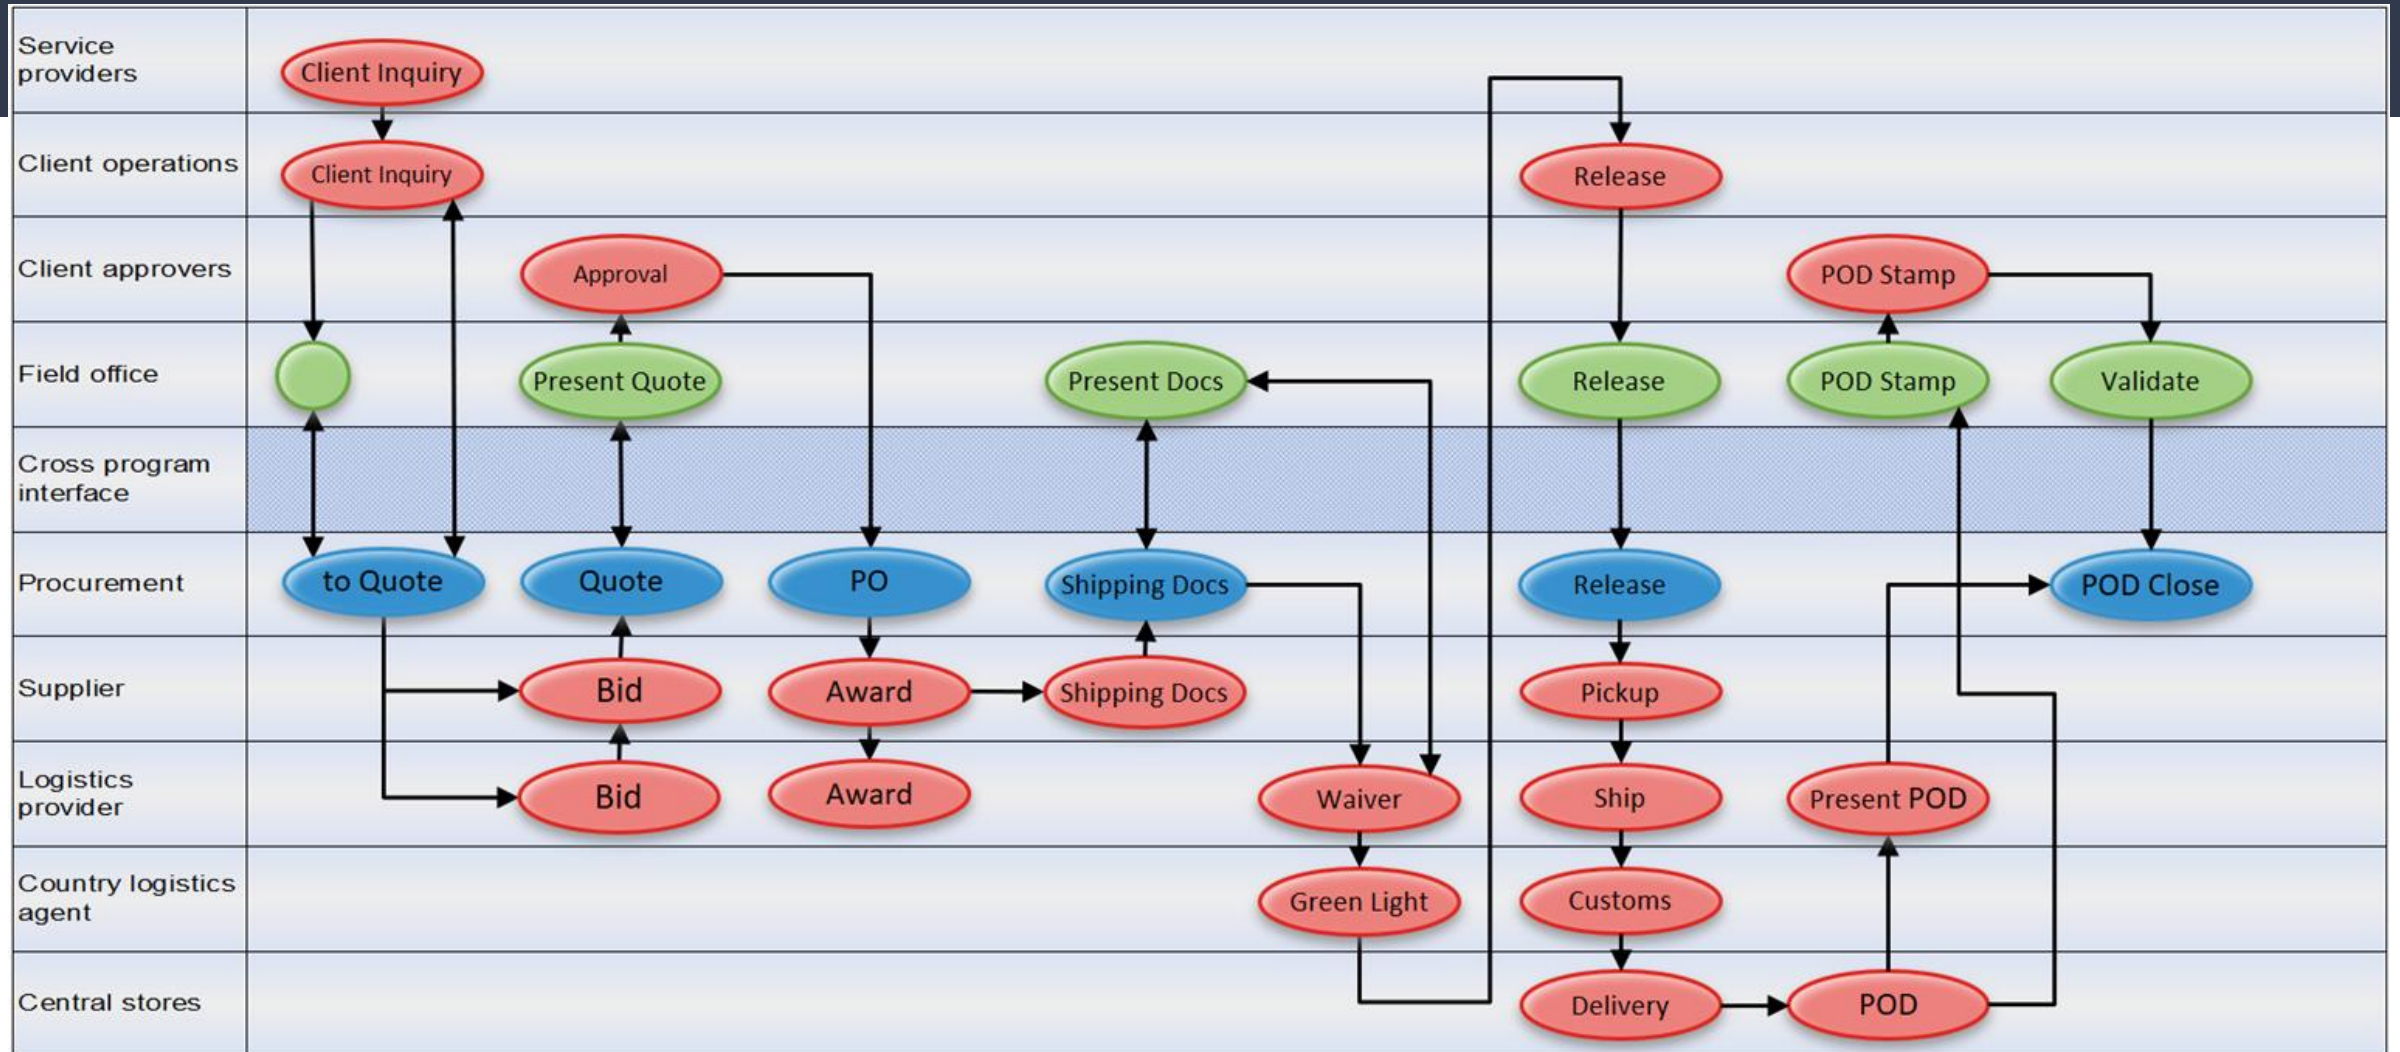 Service
providers
Client Inquiry
Client operations
Client Inquiry
Release
Client approvers
Approval
POD Stamp
Field office
Present Quote
Present Docs
Release
POD Stamp
Validate
Cross program
interface
Procurement
to Quote
Quote
PO
Shipping Docs
Release
POD Close
Supplier
Bid
Award
Shipping Docs
Pickup
Logistics
provider
Bid
Award
Waiver
Ship
Present POD
Country logistics
agent
Green Light
Customs
Central stores
Delivery
POD